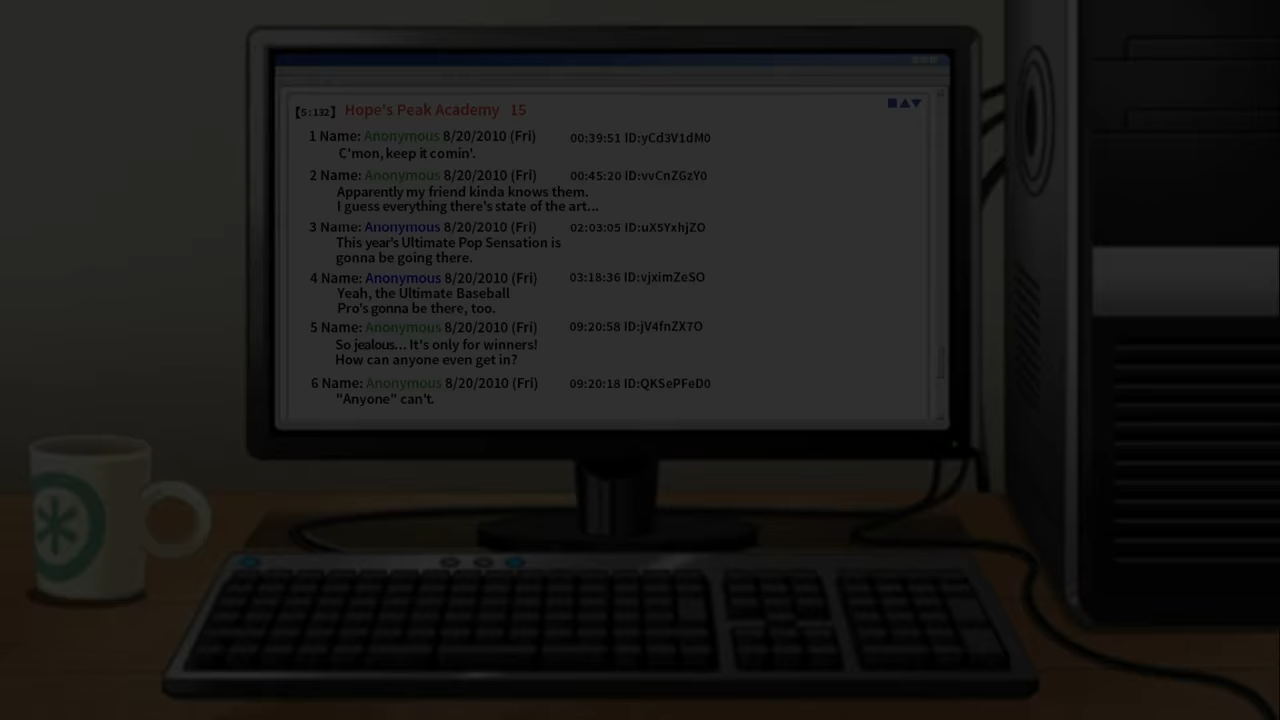 【5:132】 Hope's Peak Academy 15
1 Name: Anonymous 8/20/2010 (Fri) 00:39:51 ID:yCd3V1dM0
C'mon, keep it comin'.
2 Name: Anonymous 8/20/2010 (Fri) 00:45:20 ID:vvCnZGzY0
Apparently my friend kinda knows them.
I guess everything there's state of the art...
3 Name: Anonymous 8/20/2010 (Fri) 02:03:05 ID:uX5YxhjZO
This year's Ultimate Pop Sensation is
gonna be going there.
4 Name: Anonymous 8/20/2010 (Fri) 03:18:36 ID:vjximZeSO
Yeah, the Ultimate Baseball
Pro's gonna be there, too.
5 Name: Anonymous 8/20/2010 (Fri) 09:20:58 ID:jV4fnZX7O
So jealous... It's only for winners!
How can anyone even get in?
6 Name: Anonymous 8/20/2010 (Fri) 09:20:18 ID:QKSePFeD0
"Anyone" can't.